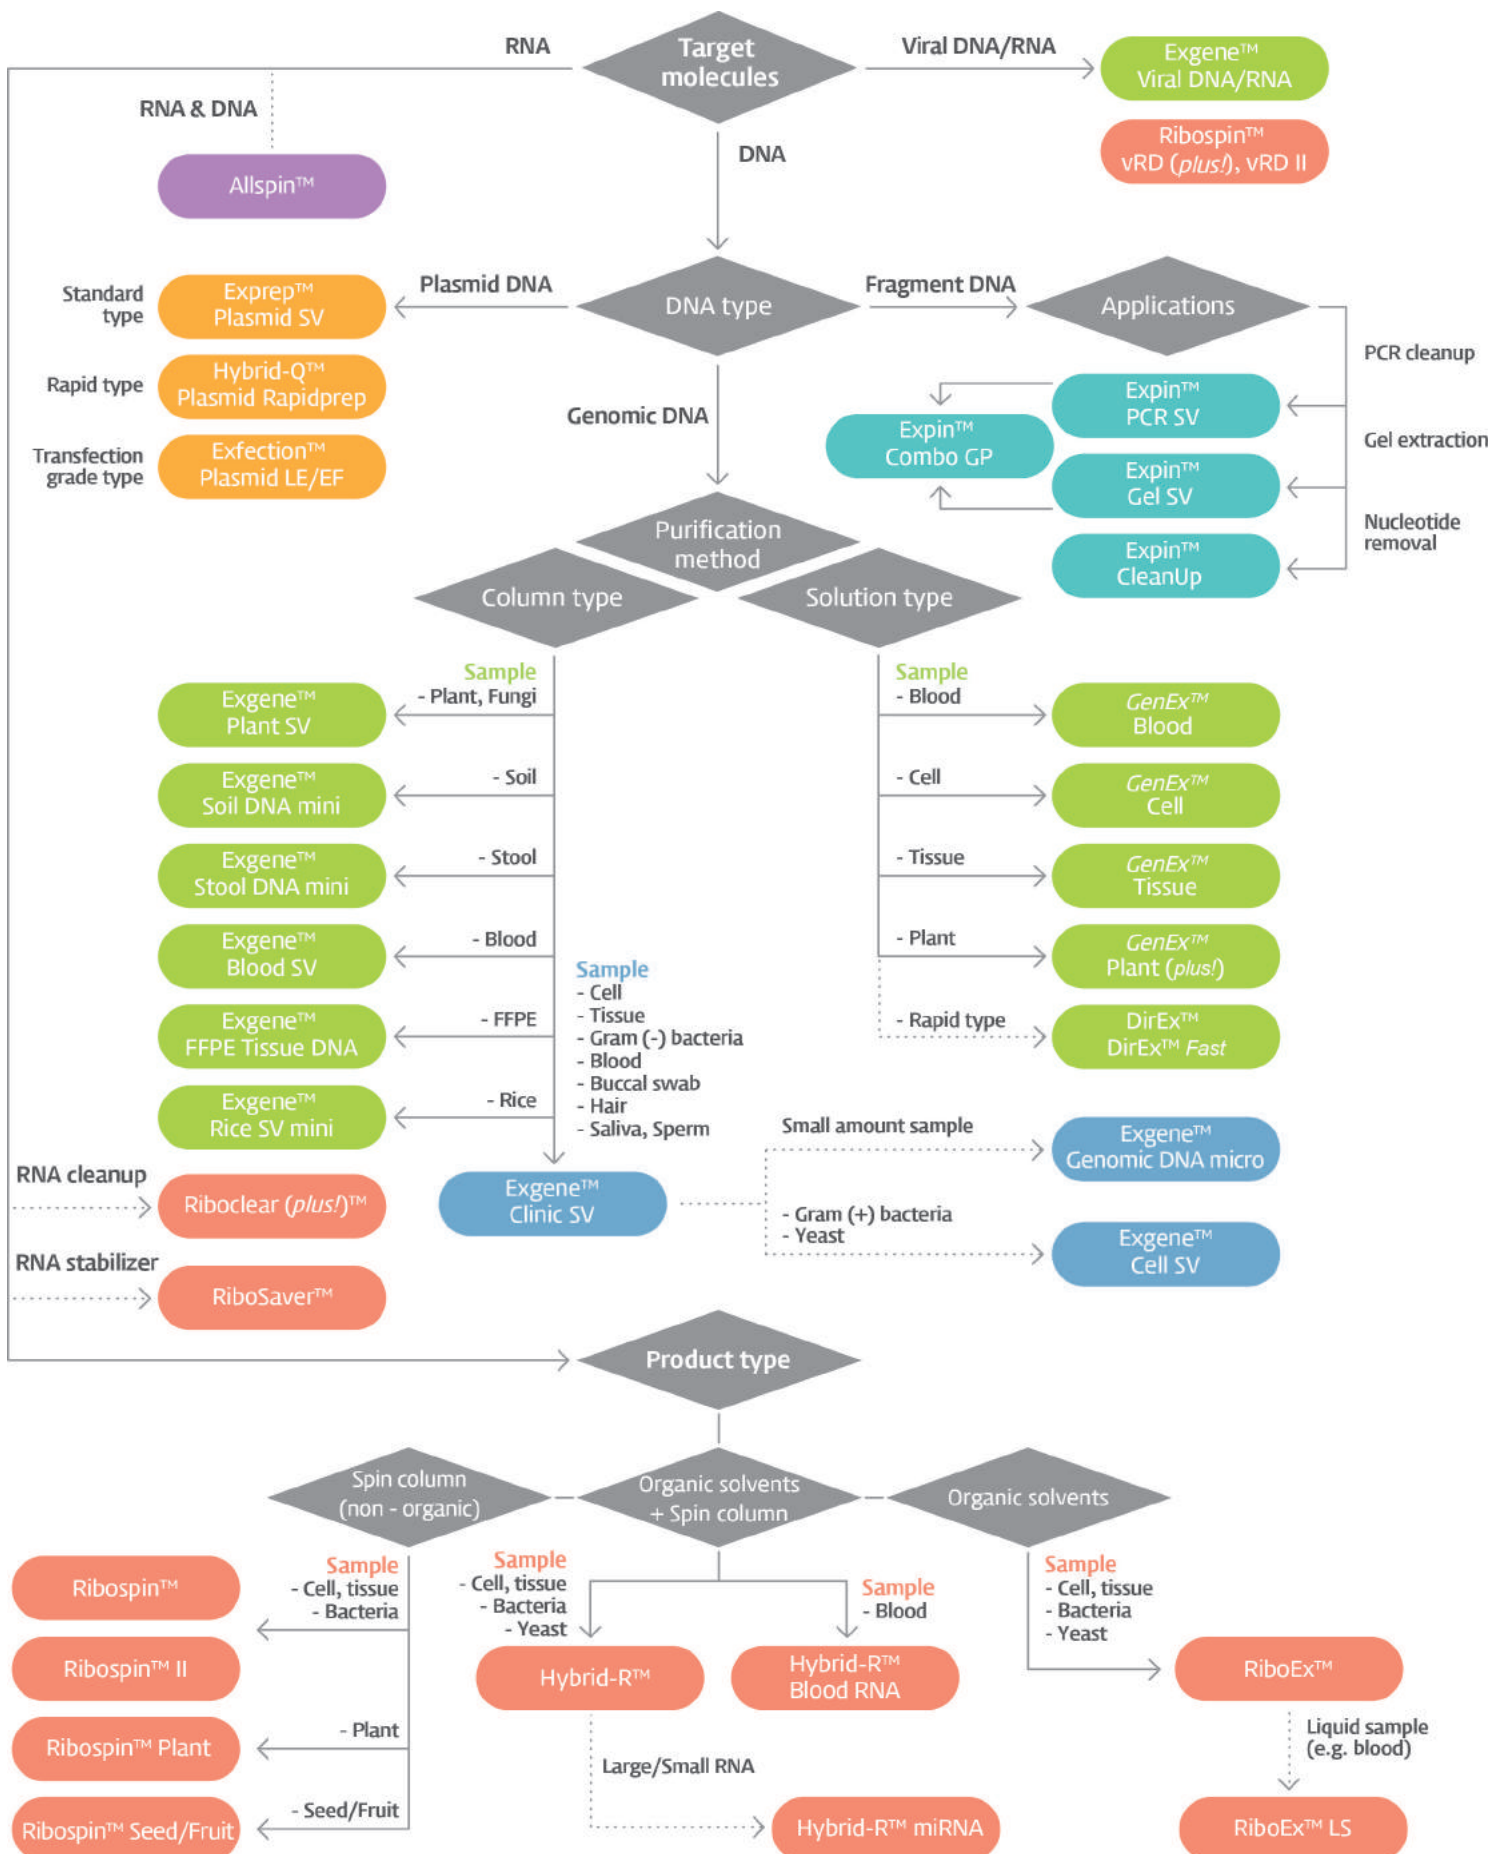 RNA
Target
molecules
Viral DNA/RNA
Exgene™
Viral DNA/RNA
RNA & DNA
Ribospin™
vRD (plus!), vRD II
DNA
Allspin™
Standard
type
Exprep™
Plasmid SV
Plasmid DNA
DNA type
Fragment DNA
Applications
Rapid type
Hybrid-Q™
Plasmid Rapidprep
PCR cleanup
Genomic DNA
Expin™
Combo GP
Expin™
PCR SV
Transfection
grade type
Exfection™
Plasmid LE/EF
Gel extraction
Expin™
Gel SV
Purification
method
Nucleotide
removal
Expin™
CleanUp
Column type
Solution type
Sample
- Plant, Fungi
Exgene™
Plant SV
- Soil
Exgene™
Soil DNA mini
- Stool
Exgene™
Stool DNA mini
- Blood
Exgene™
Blood SV
- FFPE
Exgene™
FFPE Tissue DNA
- Rice
Exgene™
Rice SV mini
Sample
- Blood
GenEx™
Blood
- Cell
GenEx™
Cell
- Tissue
GenEx™
Tissue
- Plant
GenEx™
Plant (plus!)
- Rapid type
DirEx™
DirEx™ Fast
Sample
- Cell
- Tissue
- Gram (-) bacteria
- Blood
- Buccal swab
- Hair
- Saliva, Sperm
Exgene™
Clinic SV
Small amount sample
Exgene™
Genomic DNA micro
- Gram (+) bacteria
- Yeast
Exgene™
Cell SV
RNA cleanup
Riboclear (plus!)™
RNA stabilizer
RiboSaver™
Product type
Spin column
(non - organic)
Organic solvents
+ Spin column
Organic solvents
Sample
- Cell, tissue
- Bacteria
Ribospin™
Ribospin™ II
- Plant
Ribospin™ Plant
- Seed/Fruit
Ribospin™ Seed/Fruit
Sample
- Cell, tissue
- Bacteria
- Yeast
Hybrid-R™
Sample
- Blood
Hybrid-R™
Blood RNA
Large/Small RNA
Hybrid-R™ miRNA
Sample
- Cell, tissue
- Bacteria
- Yeast
RiboEx™
Liquid sample
(e.g. blood)
RiboEx™ LS